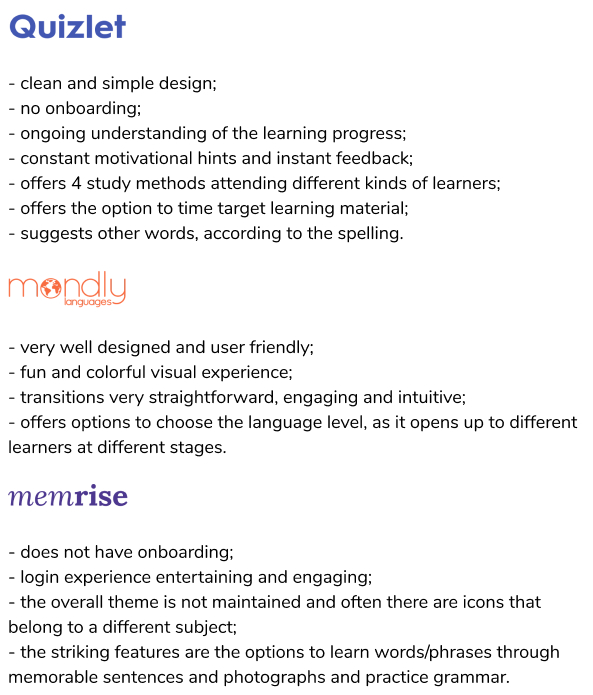 Quizlet
- clean and simple design;
- no onboarding;
- ongoing understanding of the learning progress;
- constant motivational hints and instant feedback;
- offers 4 study methods attending different kinds of learners;
- offers the option to time target learning material;
- suggests other words, according to the spelling.
mondly
languages
- very well designed and user friendly;
- fun and colorful visual experience;
- transitions very straightforward, engaging and intuitive;
- offers options to choose the language level, as it opens up to different
learners at different stages.
memrise
- does not have onboarding;
- login experience entertaining and engaging;
- the overall theme is not maintained and often there are icons that
belong to a different subject;
- the striking features are the options to learn words/phrases through
memorable sentences and photographs and practice grammar.